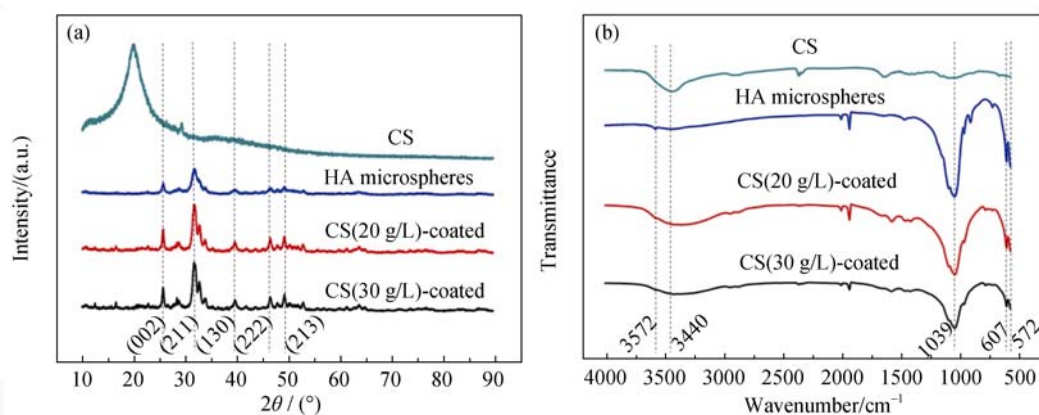 (a)
Intensity/(a.u.)
CS
HA microspheres
CS(20 g/L)-coated
CS(30 g/L)-coated
(002) (211) (130) (222) (213)
10 20 30 40 50 60 70 80 90
2θ / (°)
(b)
Transmittance
CS
HA microspheres
CS(20 g/L)-coated
CS(30 g/L)-coated
3572 3440 1039 607 572
4000 3500 3000 2500 2000 1500 1000 500
Wavenumber/cm⁻¹